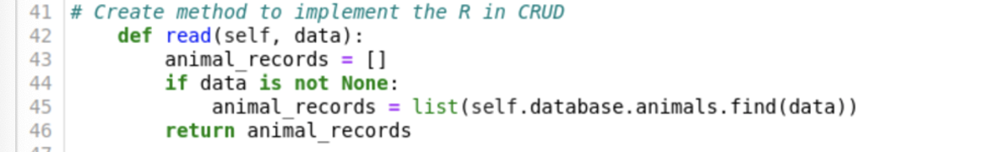 41 # Create method to implement the R in CRUD
42     def read(self, data):
43         animal_records = []
44         if data is not None:
45             animal_records = list(self.database.animals.find(data))
46         return animal_records